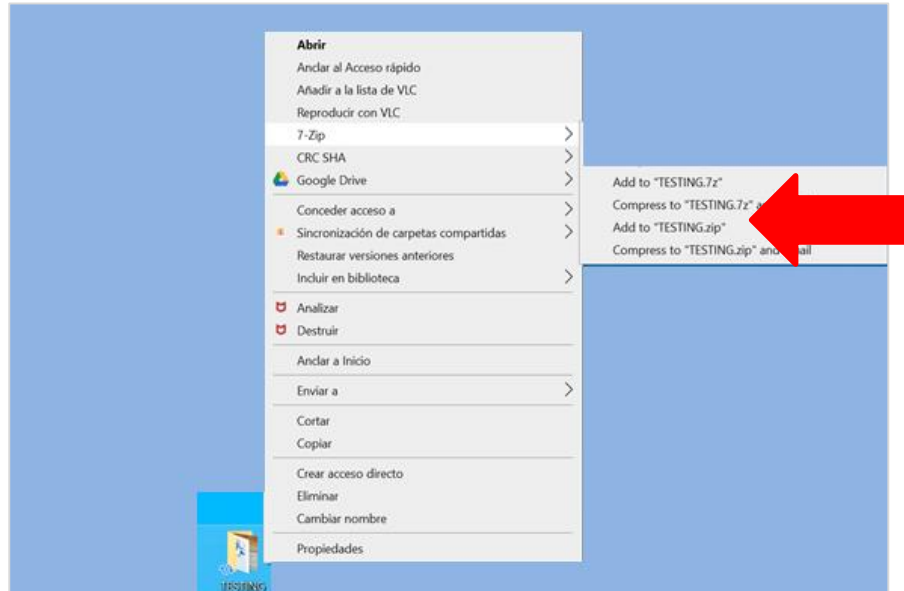 Abrir
Anclar al Acceso rápido
Añadir a la lista de VLC
Reproducir con VLC
7-Zip
CRC SHA
Google Drive
Conceder acceso a
Sincronización de carpetas compartidas
Restaurar versiones anteriores
Incluir en biblioteca
Analizar
Destruir
Anclar a Inicio
Enviar a
Cortar
Copiar
Crear acceso directo
Eliminar
Cambiar nombre
Propiedades
Add to "TESTING.7z"
Compress to "TESTING.7z"
Add to "TESTING.zip"
Compress to "TESTING.zip" and
TESTING